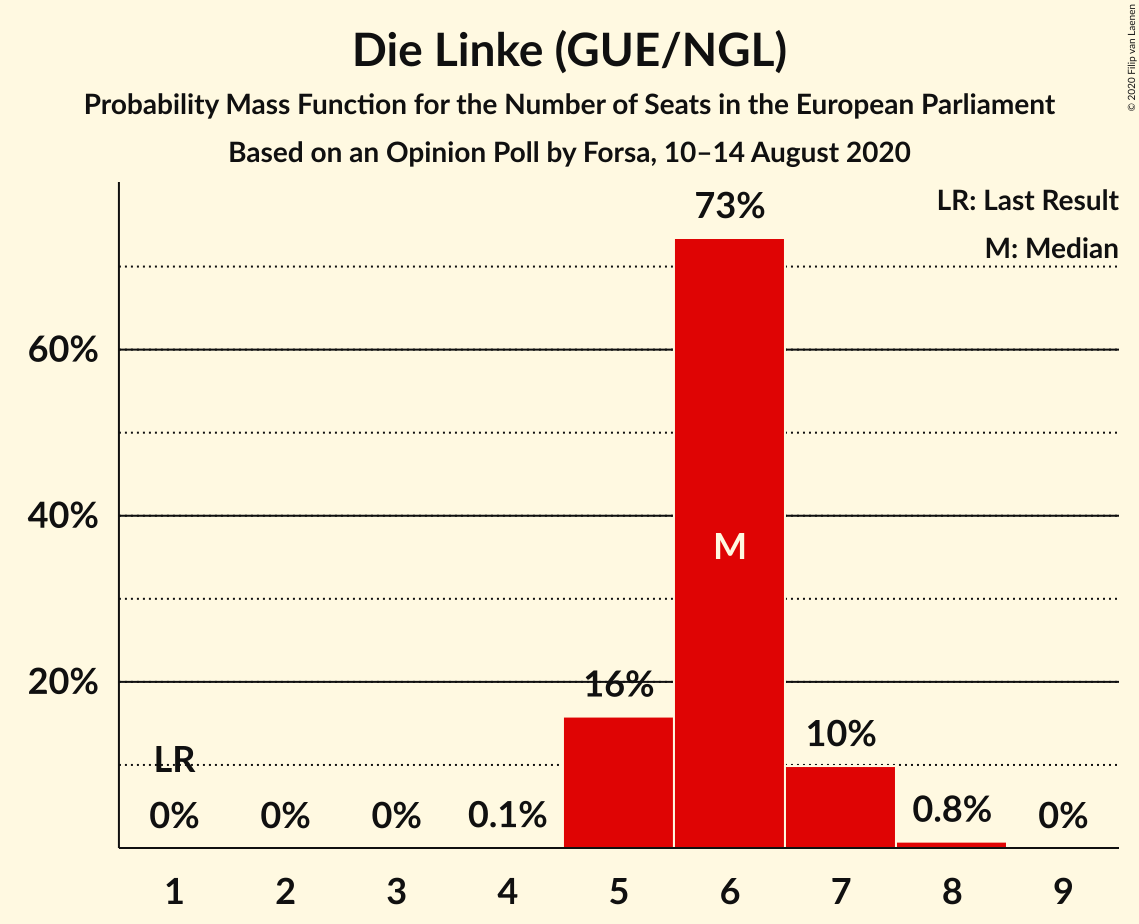 Die Linke (GUE/NGL)
Probability Mass Function for the Number of Seats in the European Parliament
Based on an Opinion Poll by Forsa, 10–14 August 2020
© 2020 Filip van Laenen
LR: Last Result
M: Median
73%
60%
40%
M
20%
16%
10%
LR
0%
0%
0%
0.1%
0.8%
0%
1 2 3 4 5 6 7 8 9